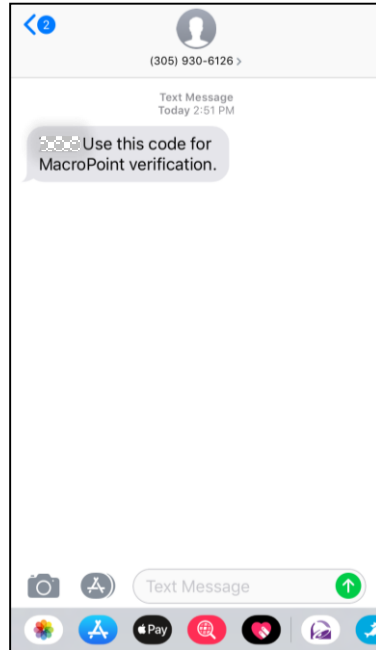 2
(305) 930-6126 >
Text Message
Today 2:51 PM
Use this code for
MacroPoint verification.
Text Message
Pay